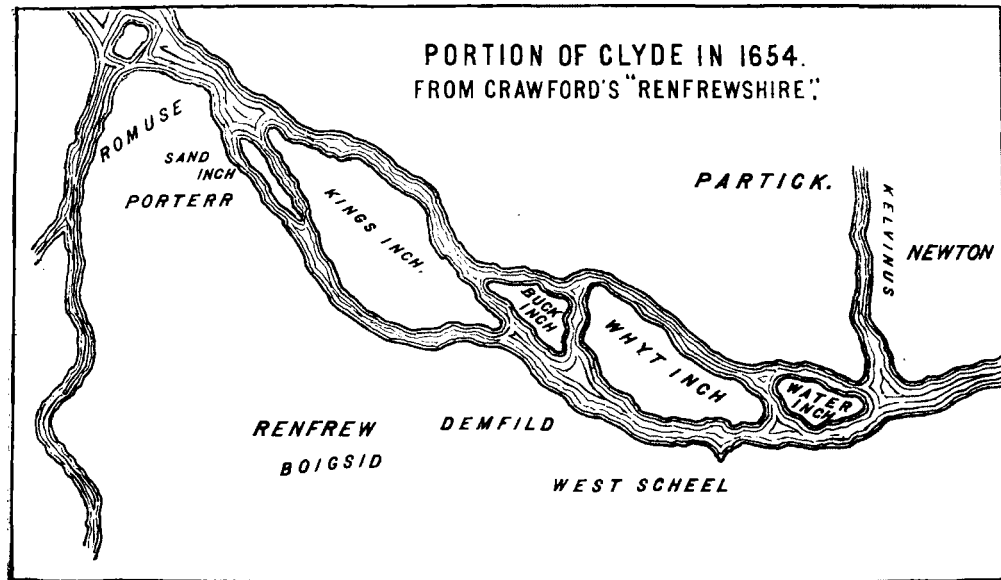 PORTION OF CLYDE IN 1654.
FROM CRAWFORD'S "RENFREWSHIRE".
ROMUSE
SAND
INCH
PORTERR
KINGS INCH.
PARTICK.
KELVINUS
NEWTON
BUCK
INCH
WHYT INCH
WATER
INCH
RENFREW
BOIGSID
DEMFILD
WEST SCHEEL